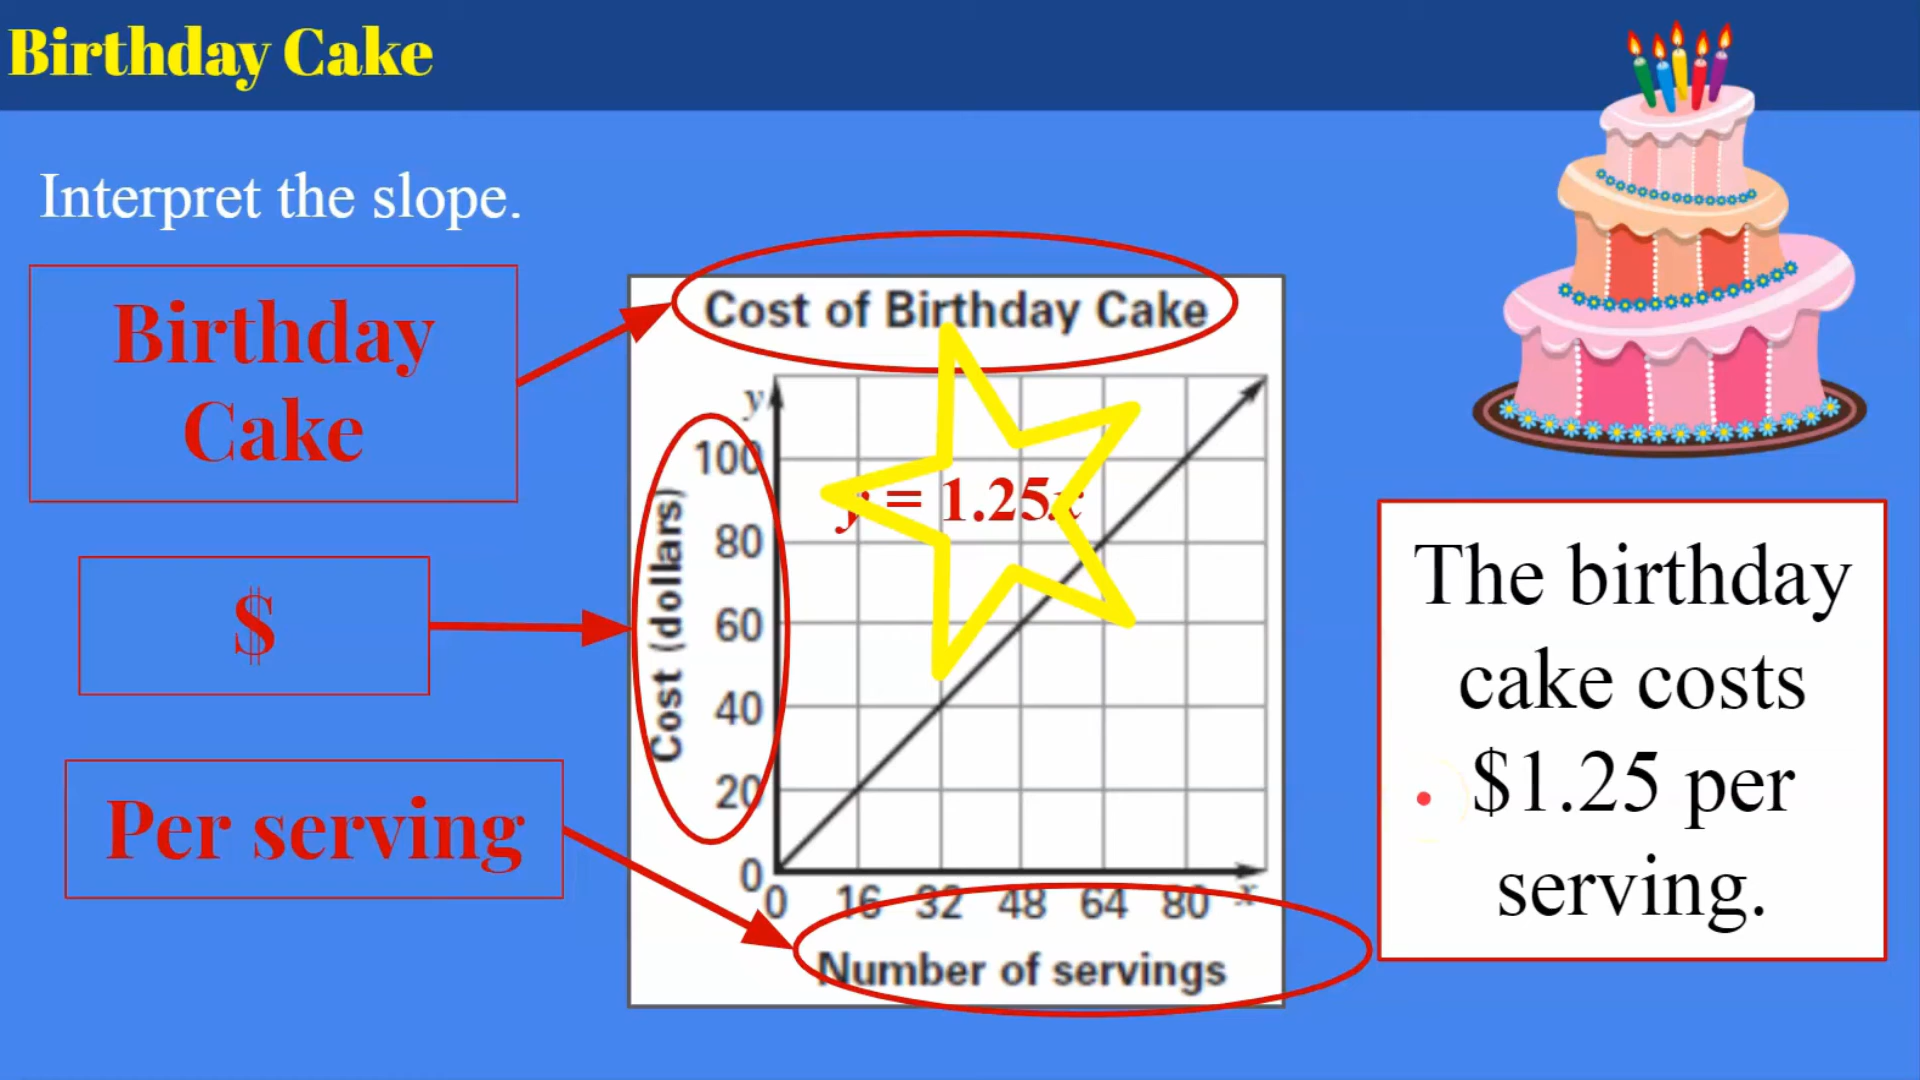 Birthday Cake
Interpret the slope.
Birthday
Cake
$
Per serving
Cost of Birthday Cake
y
100
80
60
40
20
0
Cost (dollars)
y = 1.25x
0 16 32 48 64 80 x
Number of servings
The birthday
cake costs
$1.25 per
serving.